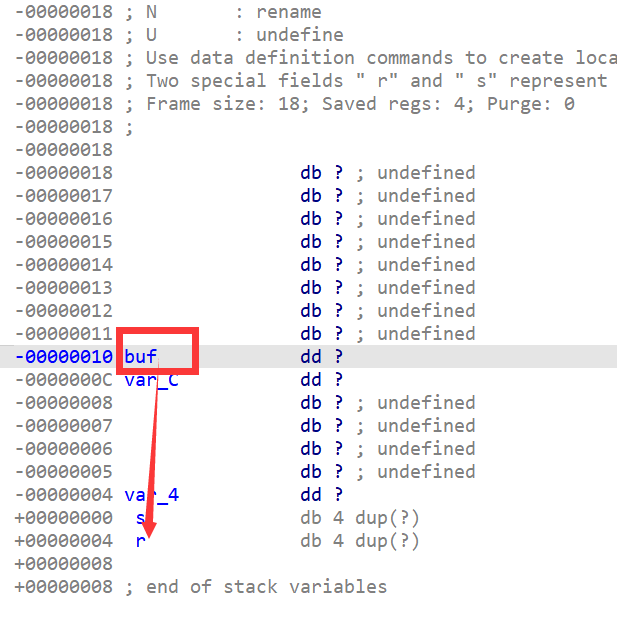 -00000018 ; N       : rename
-00000018 ; U       : undefine
-00000018 ; Use data definition commands to create loca
-00000018 ; Two special fields " r" and " s" represent
-00000018 ; Frame size: 18; Saved regs: 4; Purge: 0
-00000018 ;
-00000018
-00000018                 db ? ; undefined
-00000017                 db ? ; undefined
-00000016                 db ? ; undefined
-00000015                 db ? ; undefined
-00000014                 db ? ; undefined
-00000013                 db ? ; undefined
-00000012                 db ? ; undefined
-00000011                 db ? ; undefined
-00000010 buf             dd ?
-0000000C var_C           dd ?
-00000008                 db ? ; undefined
-00000007                 db ? ; undefined
-00000006                 db ? ; undefined
-00000005                 db ? ; undefined
-00000004 var_4           dd ?
+00000000  s              db 4 dup(?)
+00000004  r              db 4 dup(?)
+00000008
+00000008 ; end of stack variables